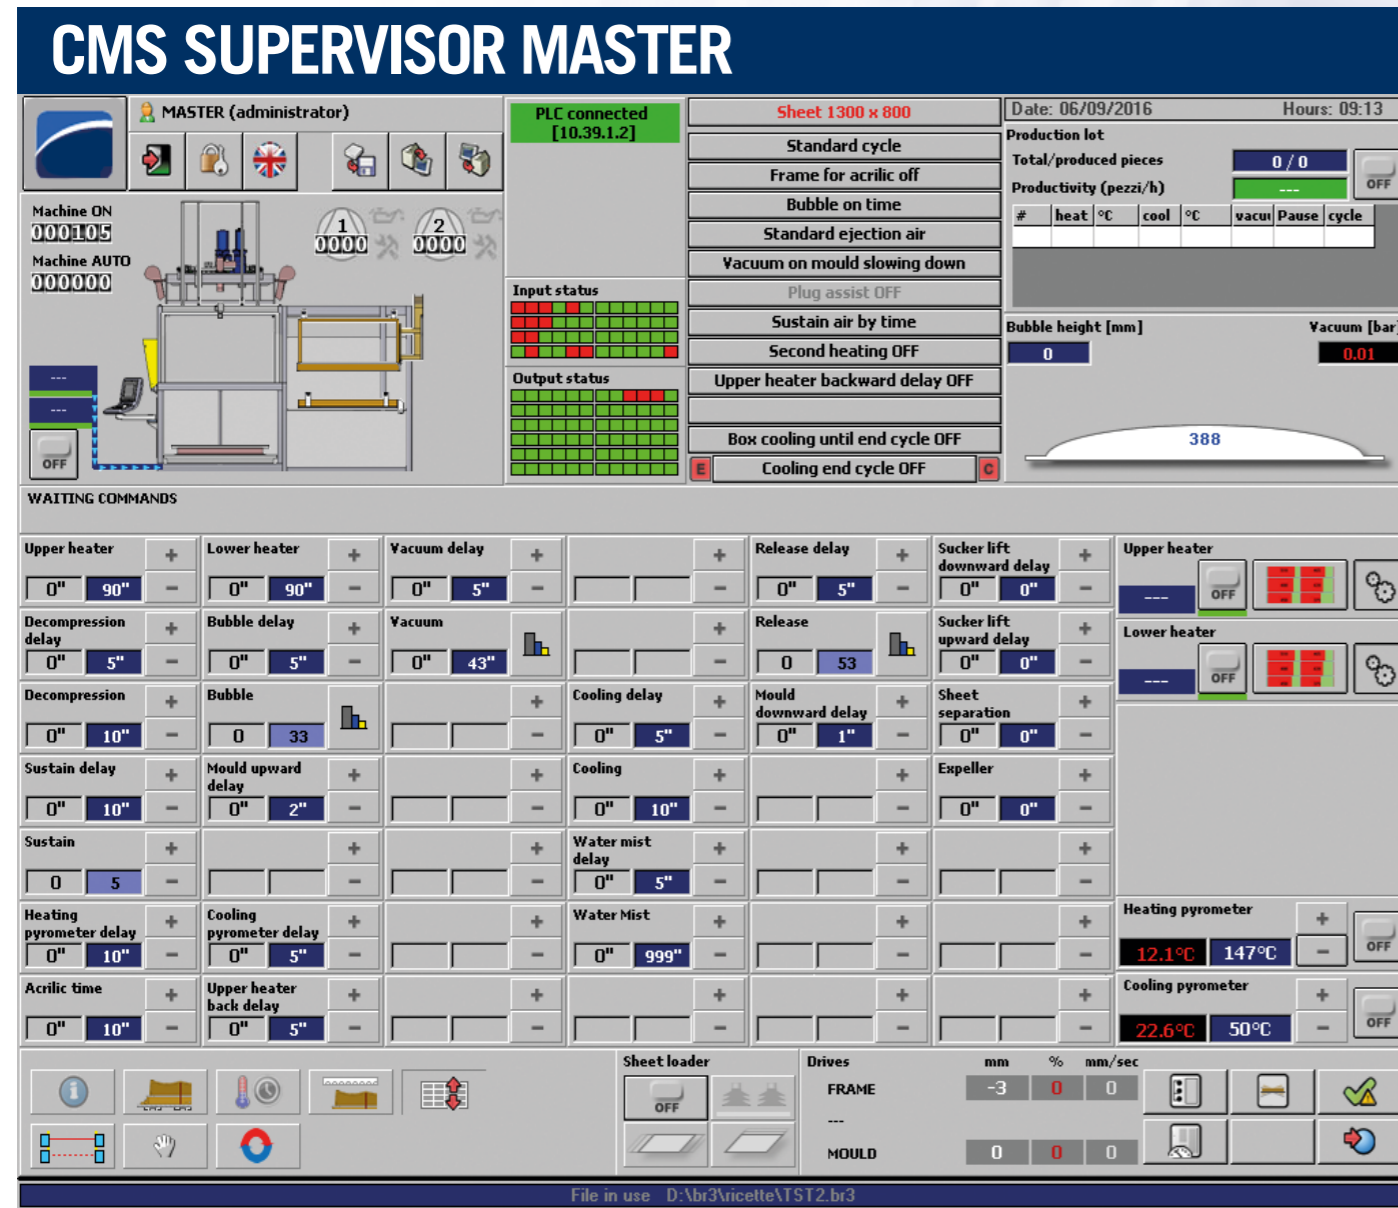 CMS SUPERVISOR MASTER
MASTER (administrator)
PLC connected
[10.39.1.2]
Sheet 1300 x 800
Standard cycle
Frame for acrilic off
Bubble on time
Standard ejection air
Vacuum on mould slowing down
Plug assist OFF
Sustain air by time
Second heating OFF
Upper heater backward delay OFF
Box cooling until end cycle OFF
E Cooling end cycle OFF C
Date: 06/09/2016 Hours: 09:13
Production lot
Total/produced pieces 0 / 0
Productivity (pezzi/h) ---
OFF
# heat °C cool °C vacuu Pause cycle
Bubble height [mm] Vacuum [bar]
0 0.01
388
Machine ON
000105
Machine AUTO
000000
1 2
0000 0000
---
---
OFF
Input status
Output status
WAITING COMMANDS
Upper heater + Lower heater + Vacuum delay + + Release delay + Sucker lift downward delay +
0" 90" - 0" 90" - 0" 5" - - 0" 5" - 0" 0" -
Decompression delay + Bubble delay + Vacuum + Release Sucker lift upward delay +
0" 5" - 0" 5" - 0" 43" - 0 53 0" 0" -
Decompression + Bubble + Cooling delay + Mould downward delay + Sheet separation +
0" 10" - 0 33 - 0" 5" - 0" 1" - 0" 0" -
Sustain delay + Mould upward delay + + Cooling + + Expeller +
0" 10" - 0" 2" - - 0" 10" - - 0" 0" -
Sustain + + + Water mist delay + + +
0 5 - - - 0" 5" - - -
Heating pyrometer delay + Cooling pyrometer delay + + Water Mist + + +
0" 10" - 0" 5" - - 0" 999" - - -
Acrilic time + Upper heater back delay + + + + +
0" 10" - 0" 5" - - - - -
Upper heater
--- OFF
Lower heater
--- OFF
Heating pyrometer +
12.1°C 147°C - OFF
Cooling pyrometer +
22.6°C 50°C - OFF
Sheet loader
OFF
Drives mm % mm/sec
FRAME -3 0 0
---
MOULD 0 0 0
File in use D:\br3\ricette\TST2.br3